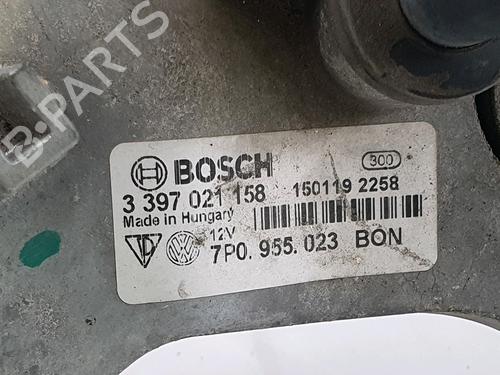 B-PARTS
BOSCH 300
3 397 021 158 150119 2258
Made in Hungary
12V
7P0. 955. 023 BON